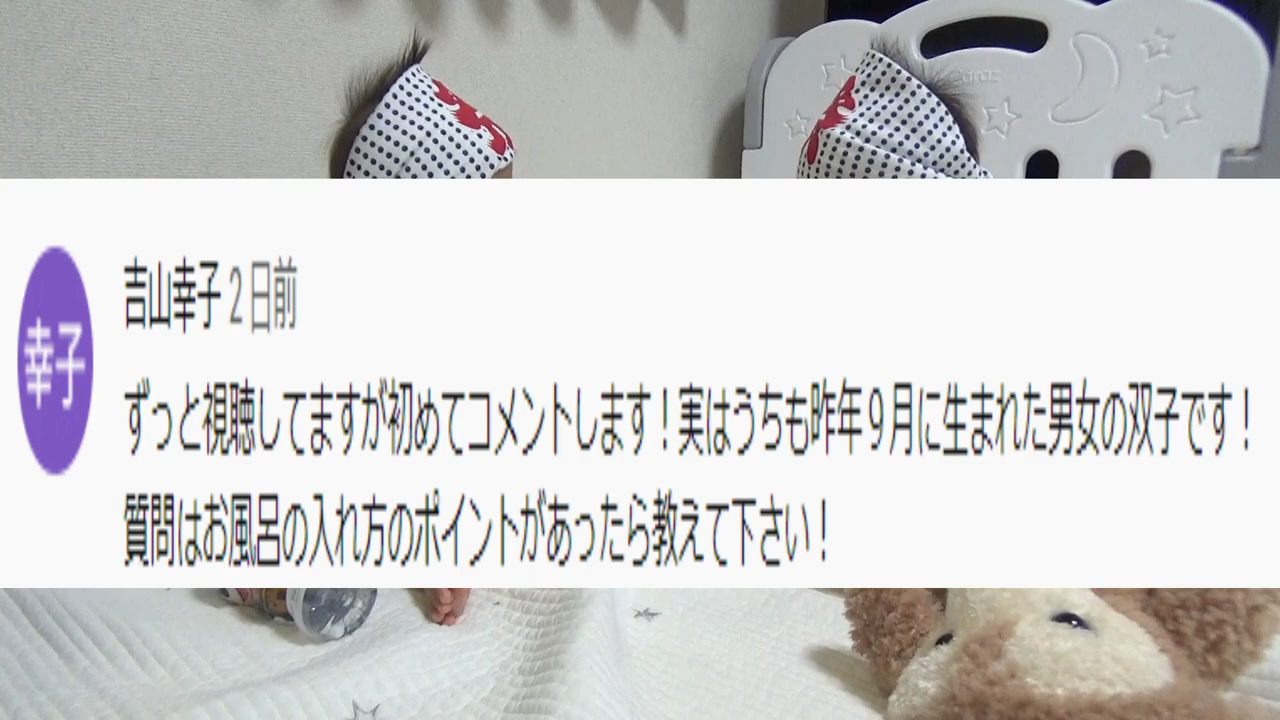 caraz
幸子
吉山幸子 2 日前
ずっと視聴してますが初めてコメントします！実はうちも昨年９月に生まれた男女の双子です！
質問はお風呂の入れ方のポイントがあったら教えて下さい！